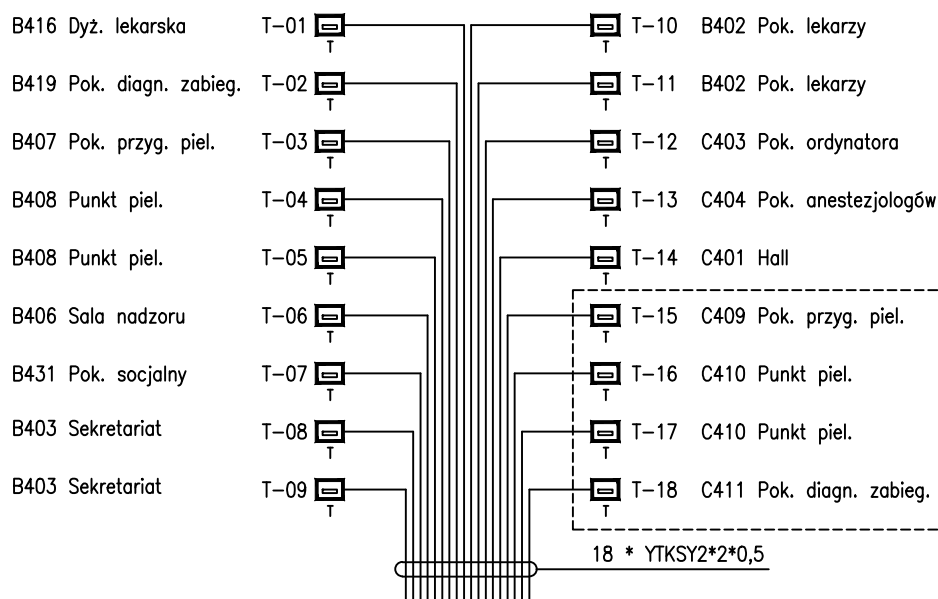 B416 Dyż. lekarska T-01 T-10 B402 Pok. lekarzy
T T
B419 Pok. diagn. zabieg. T-02 T-11 B402 Pok. lekarzy
T T
B407 Pok. przyg. piel. T-03 T-12 C403 Pok. ordynatora
T T
B408 Punkt piel. T-04 T-13 C404 Pok. anestezjologów
T T
B408 Punkt piel. T-05 T-14 C401 Hall
T T
B406 Sala nadzoru T-06 T-15 C409 Pok. przyg. piel.
T T
B431 Pok. socjalny T-07 T-16 C410 Punkt piel.
T T
B403 Sekretariat T-08 T-17 C410 Punkt piel.
T T
B403 Sekretariat T-09 T-18 C411 Pok. diagn. zabieg.
T T
18 * YTKSY2*2*0,5